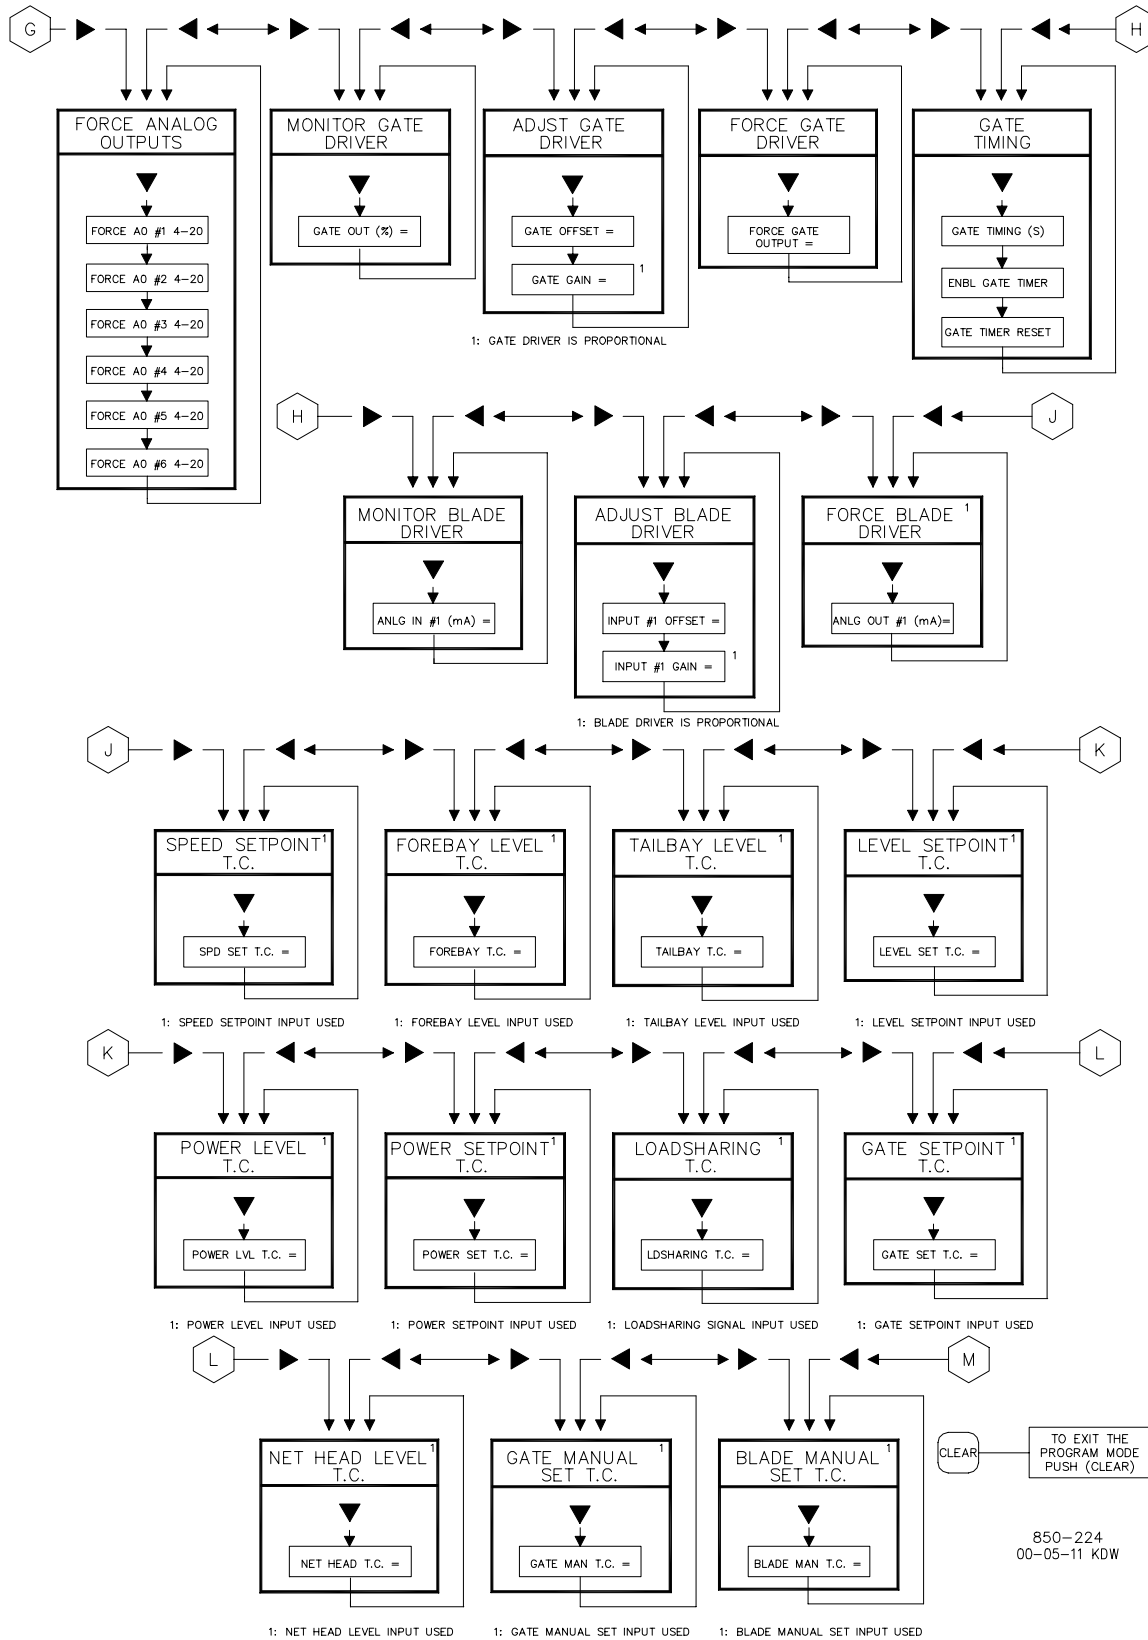 G
H
FORCE ANALOG
OUTPUTS
FORCE AO #1 4-20
FORCE AO #2 4-20
FORCE AO #3 4-20
FORCE AO #4 4-20
FORCE AO #5 4-20
FORCE AO #6 4-20
MONITOR GATE
DRIVER
GATE OUT (%) =
ADJST GATE
DRIVER
GATE OFFSET =
GATE GAIN = 1
1: GATE DRIVER IS PROPORTIONAL
FORCE GATE
DRIVER
FORCE GATE
OUTPUT =
GATE
TIMING
GATE TIMING (S)
ENBL GATE TIMER
GATE TIMER RESET
H
J
MONITOR BLADE
DRIVER
ANLG IN #1 (mA) =
ADJUST BLADE
DRIVER
INPUT #1 OFFSET =
INPUT #1 GAIN = 1
1: BLADE DRIVER IS PROPORTIONAL
FORCE BLADE 1
DRIVER
ANLG OUT #1 (mA)=
J
K
SPEED SETPOINT 1
T.C.
SPD SET T.C. =
1: SPEED SETPOINT INPUT USED
FOREBAY LEVEL 1
T.C.
FOREBAY T.C. =
1: FOREBAY LEVEL INPUT USED
TAILBAY LEVEL 1
T.C.
TAILBAY T.C. =
1: TAILBAY LEVEL INPUT USED
LEVEL SETPOINT 1
T.C.
LEVEL SET T.C. =
1: LEVEL SETPOINT INPUT USED
K
L
POWER LEVEL 1
T.C.
POWER LVL T.C. =
1: POWER LEVEL INPUT USED
POWER SETPOINT 1
T.C.
POWER SET T.C. =
1: POWER SETPOINT INPUT USED
LOADSHARING 1
T.C.
LDSHARING T.C. =
1: LOADSHARING SIGNAL INPUT USED
GATE SETPOINT 1
T.C.
GATE SET T.C. =
1: GATE SETPOINT INPUT USED
L
M
NET HEAD LEVEL 1
T.C.
NET HEAD T.C. =
1: NET HEAD LEVEL INPUT USED
GATE MANUAL 1
SET T.C.
GATE MAN T.C. =
1: GATE MANUAL SET INPUT USED
BLADE MANUAL 1
SET T.C.
BLADE MAN T.C. =
1: BLADE MANUAL SET INPUT USED
CLEAR
TO EXIT THE
PROGRAM MODE
PUSH (CLEAR)
850-224
00-05-11 KDW